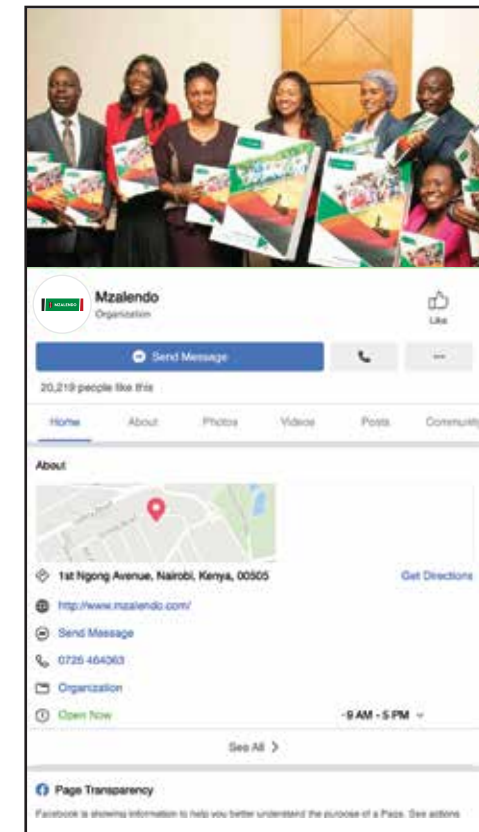 MZALENDO
Mzalendo
Organization
Like
Send Message
20,219 people like this
Home About Photos Videos Posts Community
About
1st Ngong Avenue, Nairobi, Kenya, 00505
Get Directions
http://www.mzalendo.com/
Send Message
0725 464063
Organization
Open Now
9 AM - 5 PM
See All
Page Transparency
Facebook is showing information to help you better understand the purpose of a Page. See actions